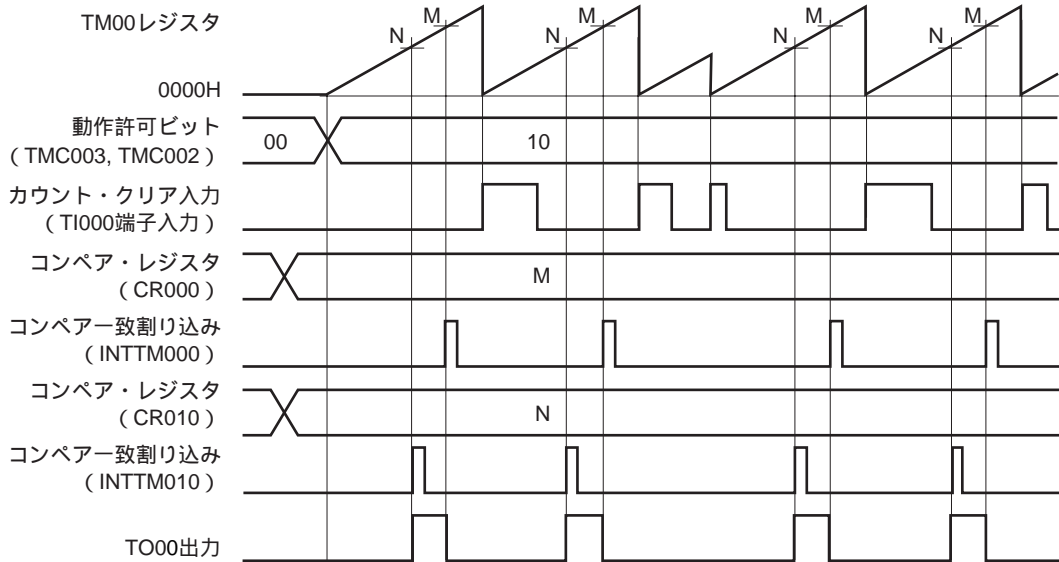 TM00レジスタ
N M N M N M N M
0000H
動作許可ビット
（TMC003, TMC002）
00 10
カウント・クリア入力
（TI000端子入力）
コンペア・レジスタ
（CR000）
M
コンペア一致割り込み
（INTTM000）
コンペア・レジスタ
（CR010）
N
コンペア一致割り込み
（INTTM010）
TO00出力